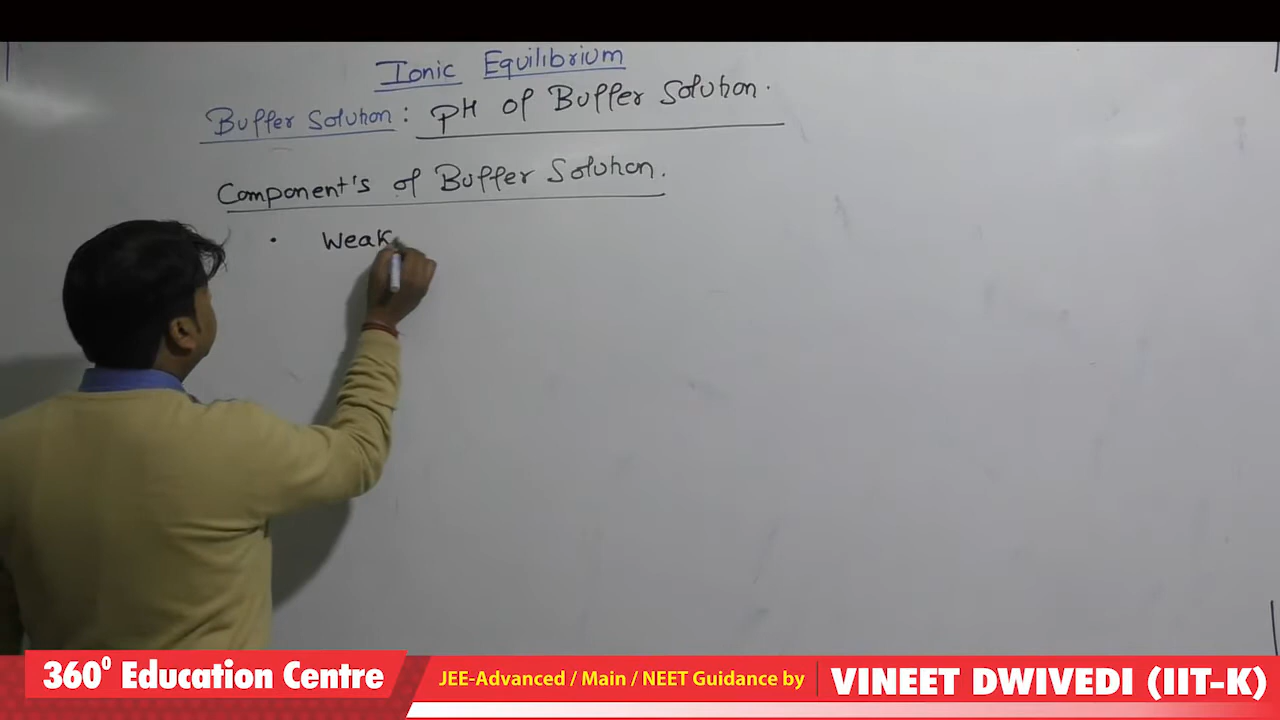 Ionic Equilibrium
Buffer Solution : pH of Buffer Solution.
Component's of Buffer Solution.
• Weak
360° Education Centre
JEE-Advanced / Main / NEET Guidance by
VINEET DWIVEDI (IIT-K)